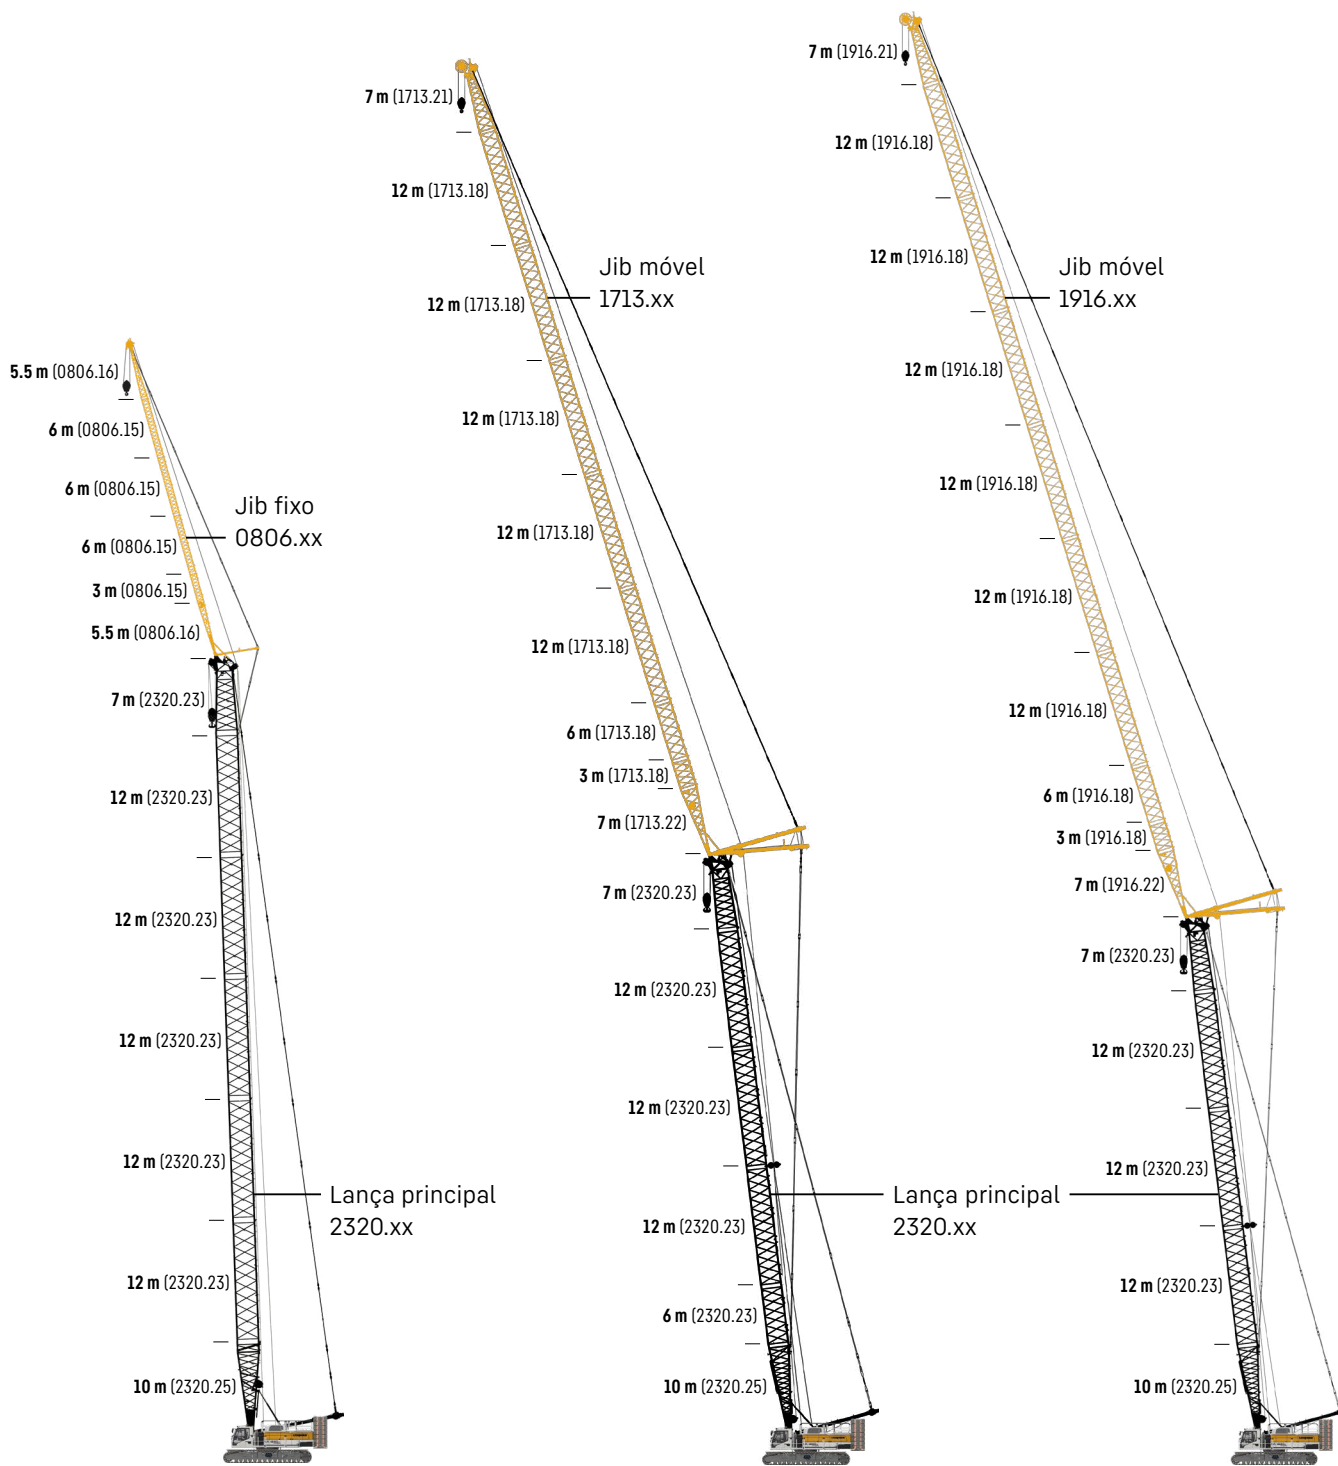 5.5 m (0806.16)
6 m (0806.15)
6 m (0806.15)
6 m (0806.15)
3 m (0806.15)
5.5 m (0806.16)
Jib fixo
0806.xx
7 m (2320.23)
12 m (2320.23)
12 m (2320.23)
12 m (2320.23)
12 m (2320.23)
12 m (2320.23)
10 m (2320.25)
Lança principal
2320.xx
7 m (1713.21)
12 m (1713.18)
12 m (1713.18)
12 m (1713.18)
12 m (1713.18)
12 m (1713.18)
6 m (1713.18)
3 m (1713.18)
7 m (1713.22)
Jib móvel
1713.xx
7 m (2320.23)
12 m (2320.23)
12 m (2320.23)
12 m (2320.23)
6 m (2320.23)
10 m (2320.25)
Lança principal
2320.xx
7 m (1916.21)
12 m (1916.18)
12 m (1916.18)
12 m (1916.18)
12 m (1916.18)
12 m (1916.18)
12 m (1916.18)
6 m (1916.18)
3 m (1916.18)
7 m (1916.22)
Jib móvel
1916.xx
7 m (2320.23)
12 m (2320.23)
12 m (2320.23)
12 m (2320.23)
10 m (2320.25)